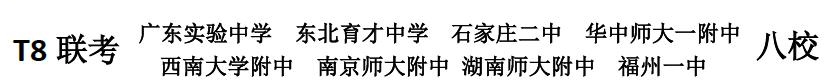 T8 联考
广东实验中学 东北育才中学 石家庄二中 华中师大一附中
西南大学附中 南京师大附中 湖南师大附中 福州一中
八校